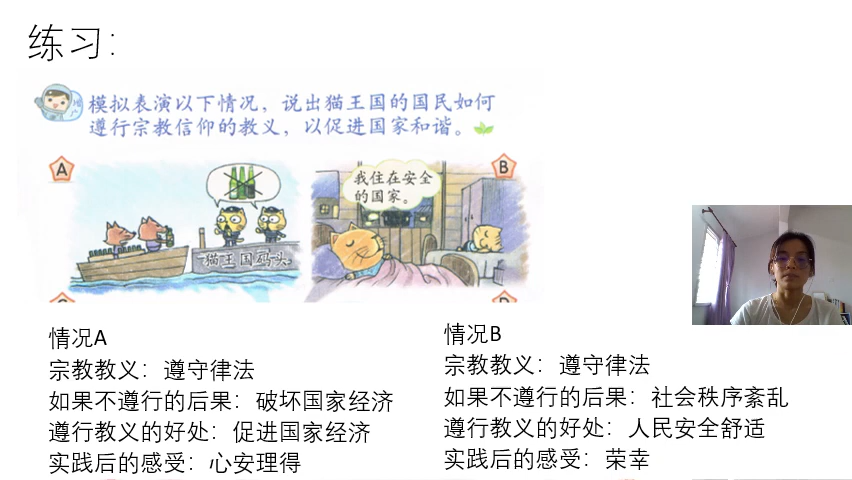 练习：
模拟表演以下情况，说出猫王国的国民如何
遵行宗教信仰的教义，以促进国家和谐。
A
B
我住在安全
的国家。
猫王国码头
情况A
宗教教义：遵守律法
如果不遵行的后果：破坏国家经济
遵行教义的好处：促进国家经济
实践后的感受：心安理得
情况B
宗教教义：遵守律法
如果不遵行的后果：社会秩序紊乱
遵行教义的好处：人民安全舒适
实践后的感受：荣幸